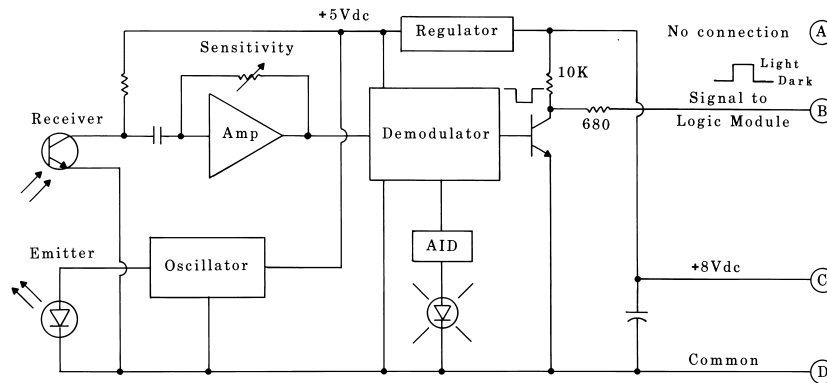 +5Vdc
Regulator
No connection
A
Sensitivity
Light
Dark
10K
Signal to
Logic Module
B
680
Receiver
Amp
Demodulator
Emitter
Oscillator
AID
+8Vdc
C
Common
D